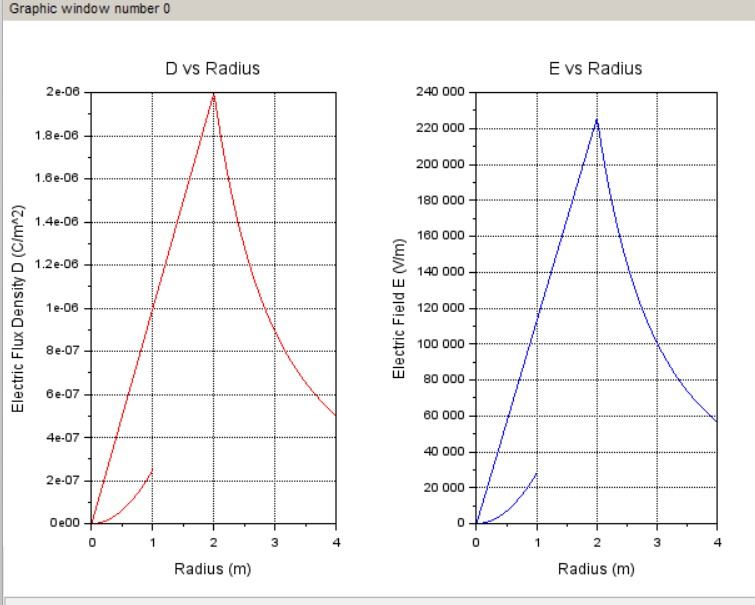 Graphic window number 0
D vs Radius
2e-06
1.8e-06
1.6e-06
1.4e-06
1.2e-06
1e-06
8e-07
6e-07
4e-07
2e-07
0e00
0 1 2 3 4
Electric Flux Density D (C/m^2)
Radius (m)
E vs Radius
240 000
220 000
200 000
180 000
160 000
140 000
120 000
100 000
80 000
60 000
40 000
20 000
0
0 1 2 3 4
Electric Field E (V/m)
Radius (m)